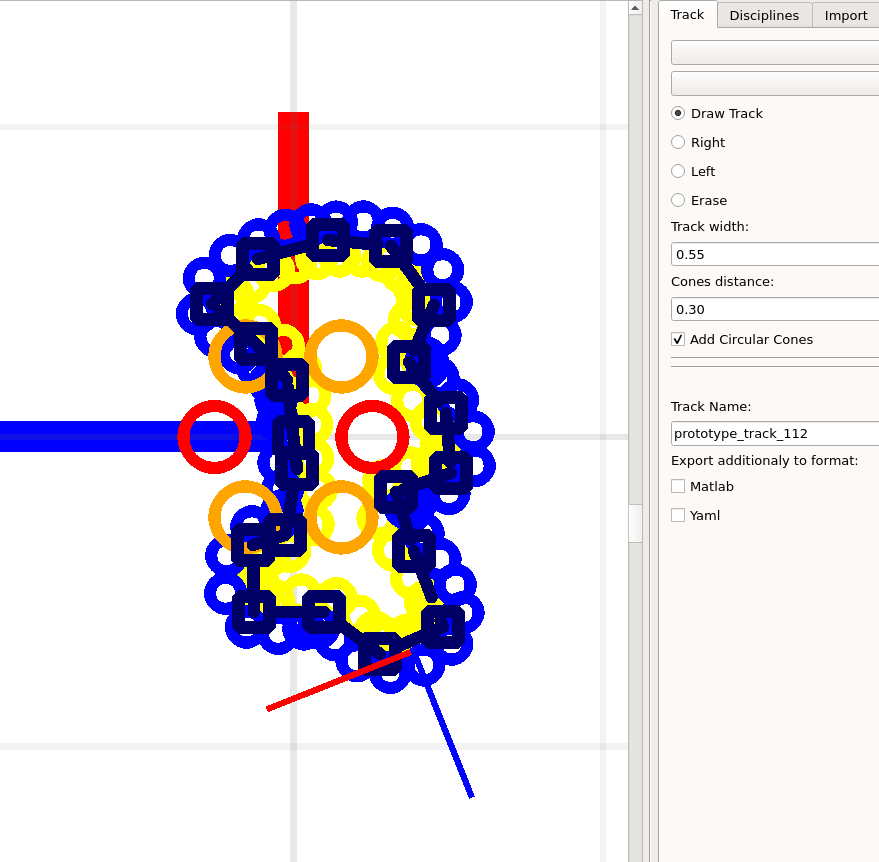 Track Disciplines Import
Draw Track
Right
Left
Erase
Track width:
0.55
Cones distance:
0.30
Add Circular Cones
Track Name:
prototype_track_112
Export additionaly to format:
Matlab
Yaml